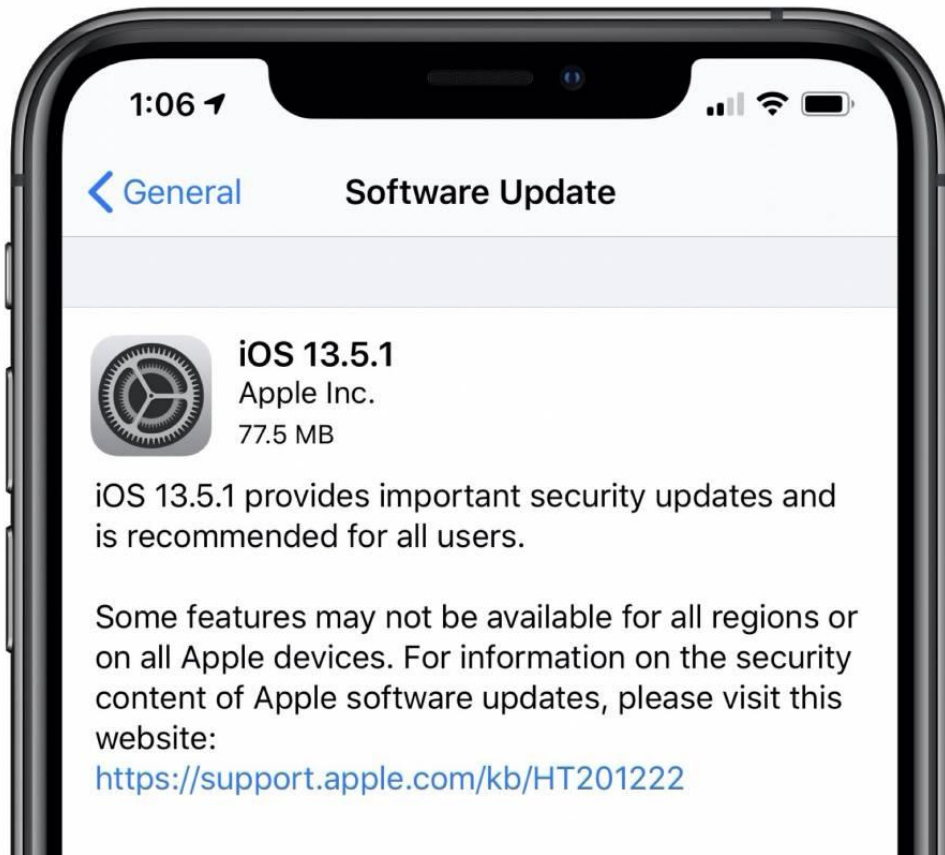 1:06
General
Software Update
iOS 13.5.1
Apple Inc.
77.5 MB
iOS 13.5.1 provides important security updates and
is recommended for all users.
Some features may not be available for all regions or
on all Apple devices. For information on the security
content of Apple software updates, please visit this
website:
https://support.apple.com/kb/HT201222